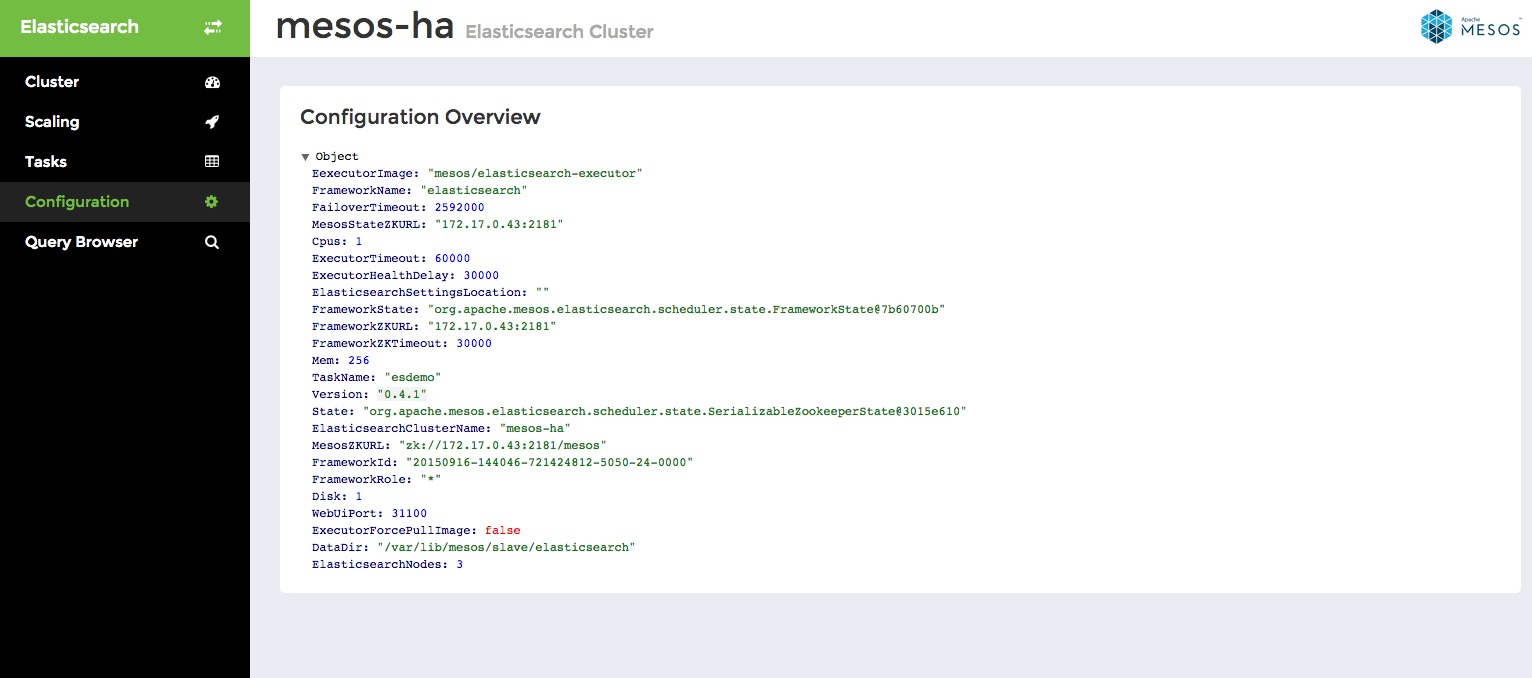 Elasticsearch
mesos-ha Elasticsearch Cluster
Apache
MESOS
Cluster
Scaling
Tasks
Configuration
Query Browser
Configuration Overview
▼ Object
EexecutorImage: "mesos/elasticsearch-executor"
FrameworkName: "elasticsearch"
FailoverTimeout: 2592000
MesosStateZKURL: "172.17.0.43:2181"
Cpus: 1
ExecutorTimeout: 60000
ExecutorHealthDelay: 30000
ElasticsearchSettingsLocation: ""
FrameworkState: "org.apache.mesos.elasticsearch.scheduler.state.FrameworkState@7b60700b"
FrameworkZKURL: "172.17.0.43:2181"
FrameworkZKTimeout: 30000
Mem: 256
TaskName: "esdemo"
Version: "0.4.1"
State: "org.apache.mesos.elasticsearch.scheduler.state.SerializableZookeeperState@3015e610"
ElasticsearchClusterName: "mesos-ha"
MesosZKURL: "zk://172.17.0.43:2181/mesos"
FrameworkId: "20150916-144046-721424812-5050-24-0000"
FrameworkRole: "*"
Disk: 1
WebUiPort: 31100
ExecutorForcePullImage: false
DataDir: "/var/lib/mesos/slave/elasticsearch"
ElasticsearchNodes: 3